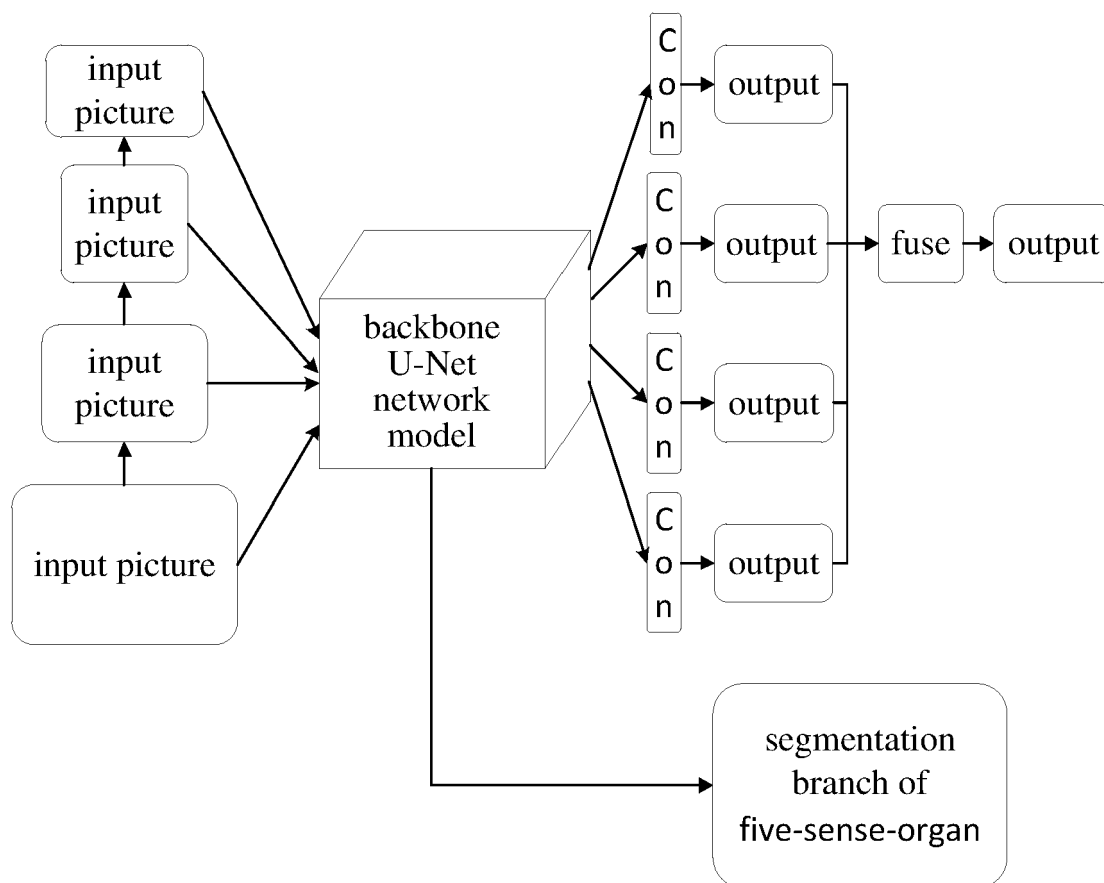 input
picture
input
picture
input
picture
input picture
backbone
U-Net
network
model
C
o
n
output
C
o
n
output
C
o
n
output
C
o
n
output
fuse
output
segmentation
branch of
five-sense-organ